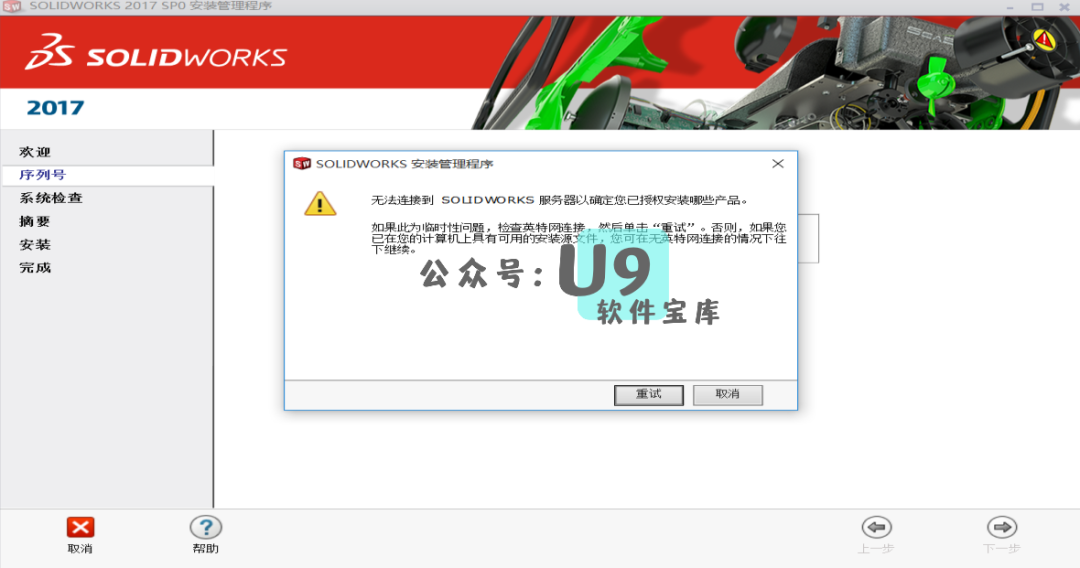 SOLIDWORKS 2017 SP0 安装管理程序
SOLIDWORKS
2017
欢迎
序列号
系统检查
摘要
安装
完成
SOLIDWORKS 安装管理程序
无法连接到 SOLIDWORKS 服务器以确定您已授权安装哪些产品。
如果此为临时性问题，检查英特网连接，然后单击“重试”。否则，如果您
已在您的计算机上具有可用的安装源文件，您可在无英特网连接的情况下往
下继续。
公众号：U9
软件宝库
重试 取消
取消 帮助 上一步 下一步